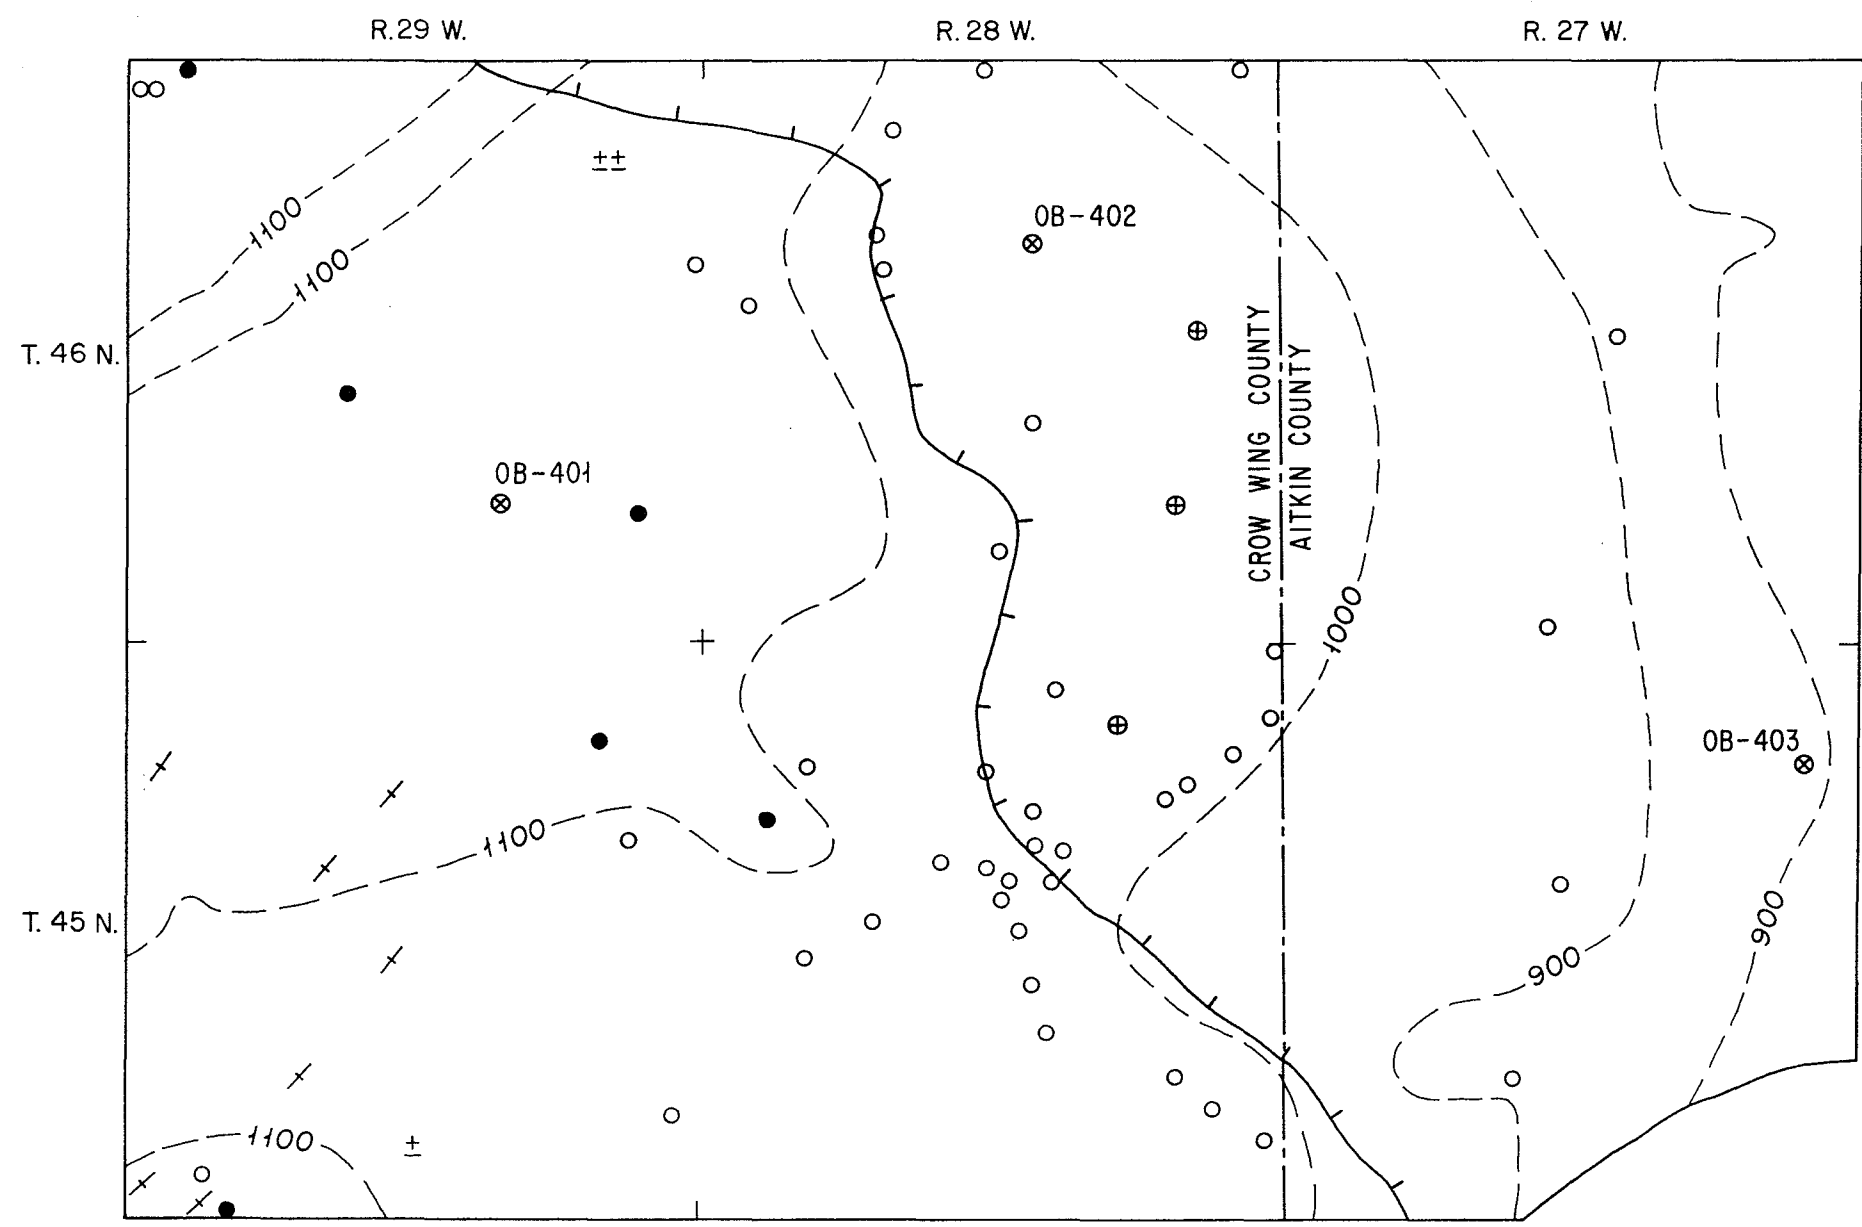 R. 29 W.
R. 28 W.
R. 27 W.
1100
1100
OB-402
T. 46 N.
CROW WING COUNTY
AITKIN COUNTY
OB-401
1000
OB-403
1100
T. 45 N.
900
900
1100